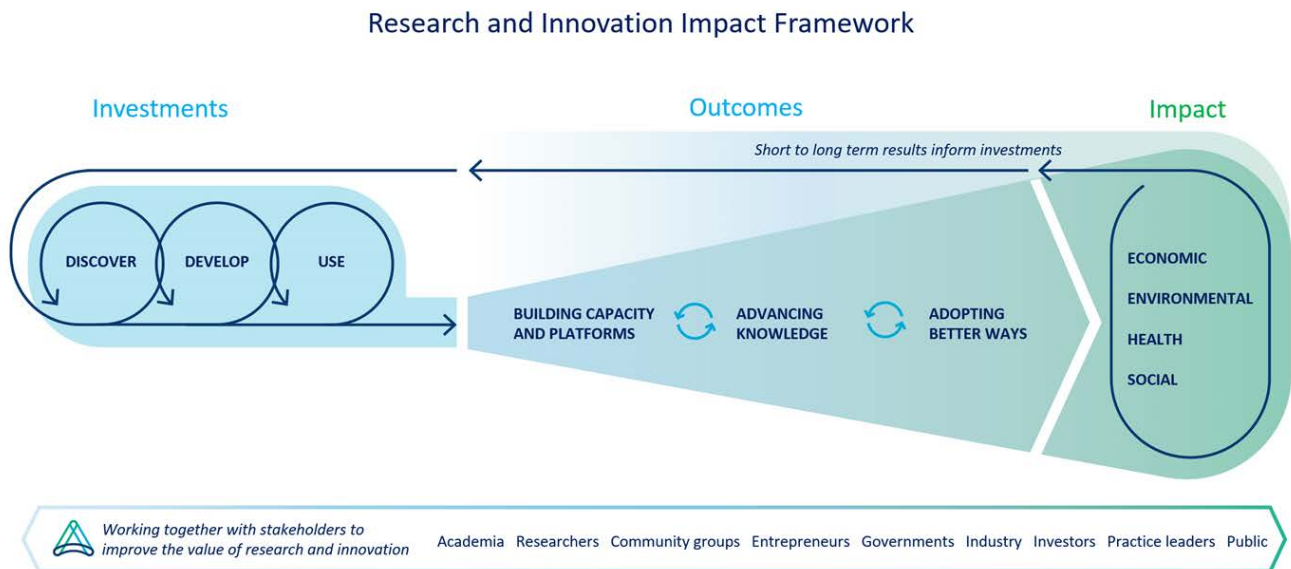 Research and Innovation Impact Framework
Investments
Outcomes
Impact
Short to long term results inform investments
DISCOVER
DEVELOP
USE
BUILDING CAPACITY
AND PLATFORMS
ADVANCING
KNOWLEDGE
ADOPTING
BETTER WAYS
ECONOMIC
ENVIRONMENTAL
HEALTH
SOCIAL
Working together with stakeholders to
improve the value of research and innovation
Academia Researchers Community groups Entrepreneurs Governments Industry Investors Practice leaders Public